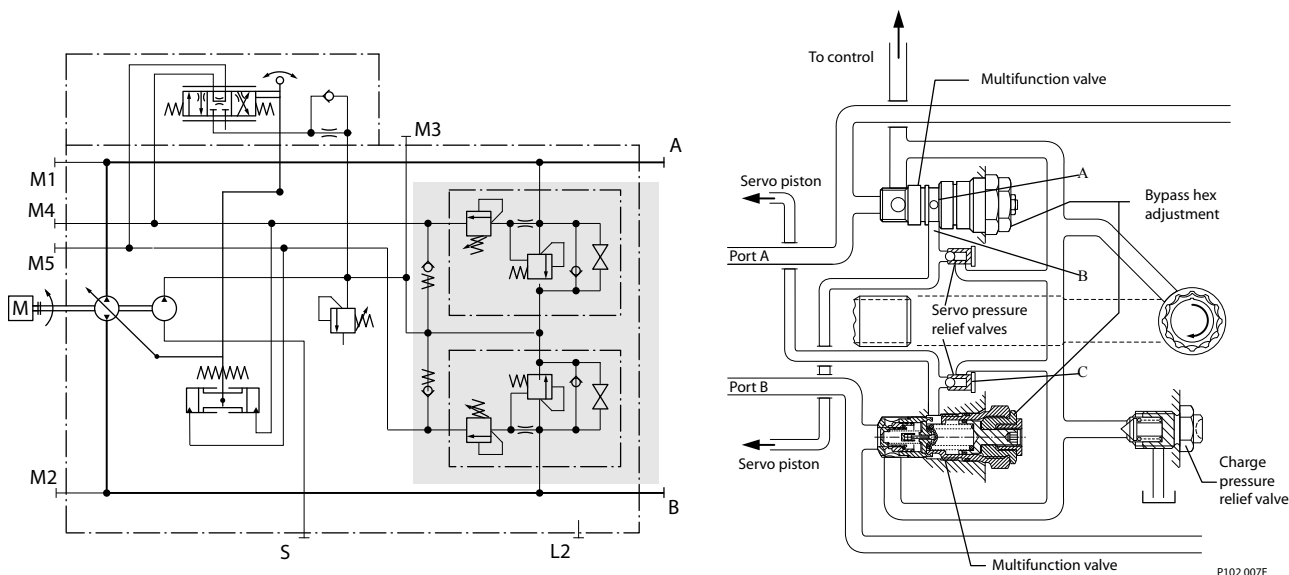 M3
A
M1
M4
M5
M
M2
B
S
L2
To control
Multifunction valve
Servo piston
A
Bypass hex
adjustment
Port A
B
Servo pressure
relief valves
C
Port B
Servo piston
Charge
pressure
relief valve
Multifunction valve
P102 007E